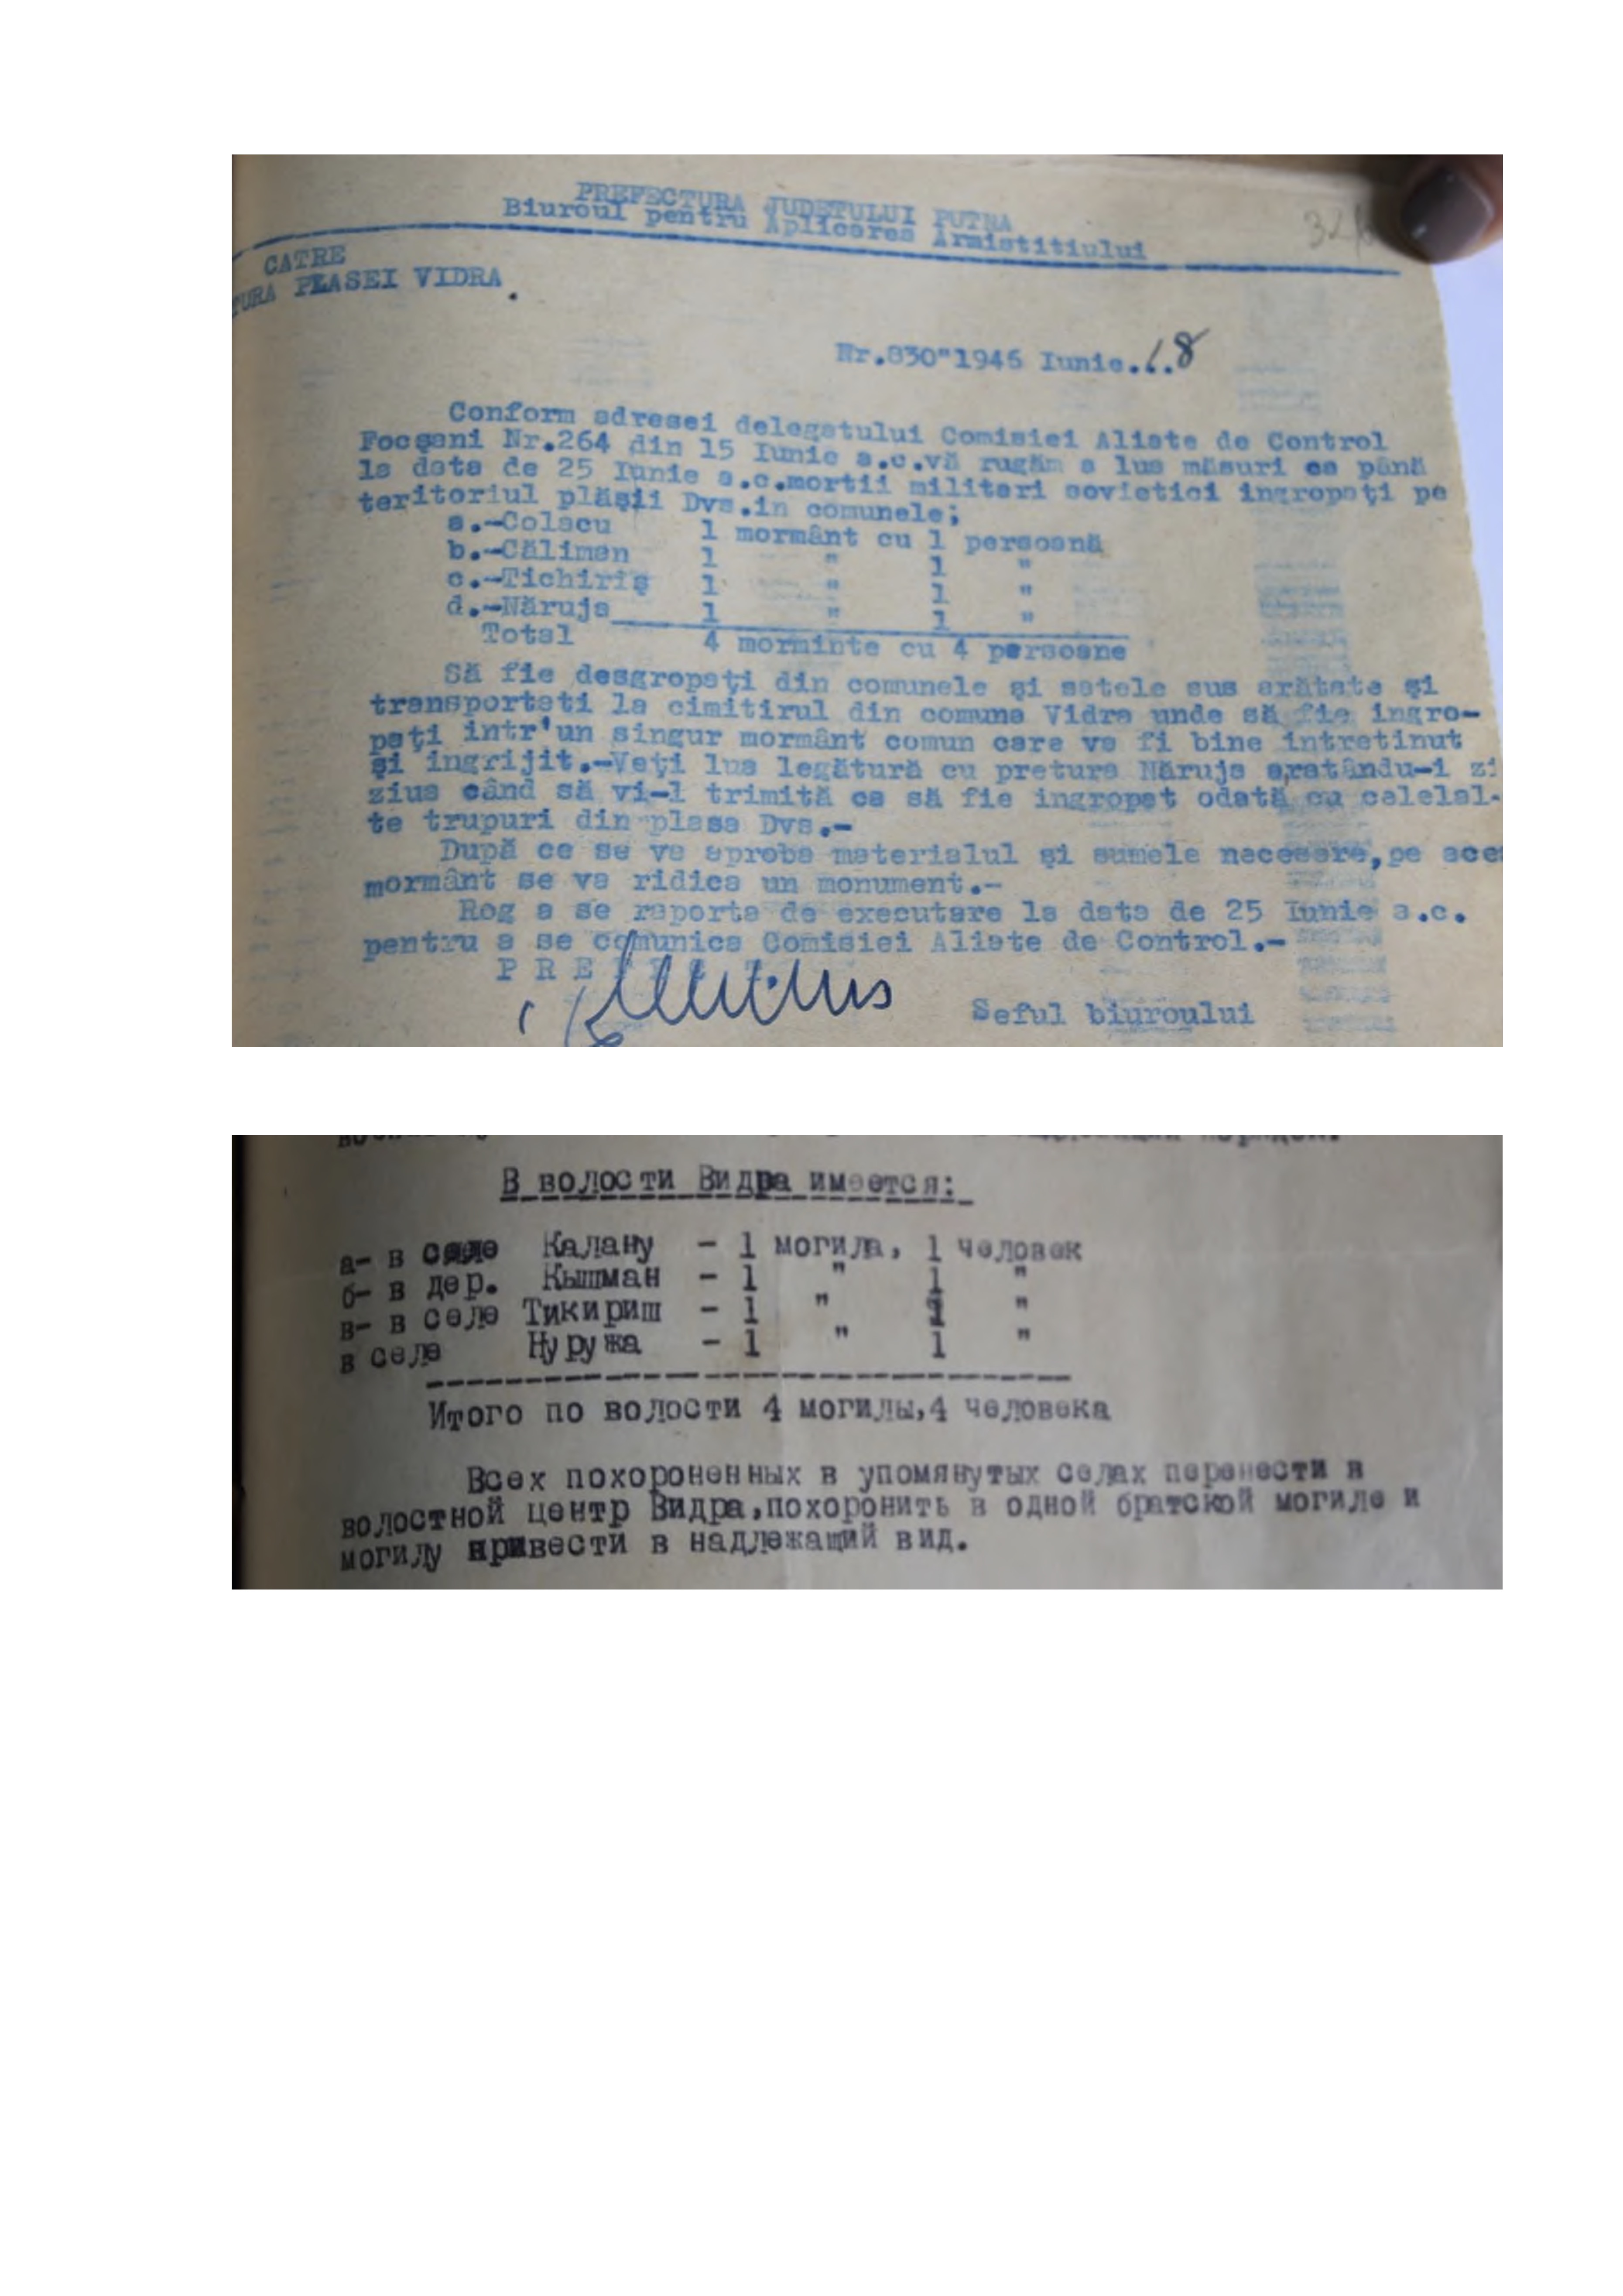 PREFECTURA JUDETULUI PUTNA
Biuroul pentru Aplicarea Armistitiului
32
CATRE
TURA PLASEI VIDRA.
Nr.830"1946 Iunie...18
Conform adresei delegatului Comisiei Aliate de Control
Focşani Nr.264 din 15 Iunie a.c.vă rugăm a lua măsuri ca până
la data de 25 Iunie a.c.mortii militari sovietici ingropaţi pe
teritoriul plăşii Dvs.in comunele;
a.-Colacu 1 mormânt cu 1 persoană
b.-Căliman 1 " 1 "
c.-Tichiriş 1 " 1 "
d.-Năruja 1 " 1 "
Total 4 morminte cu 4 persoane
Să fie desgropaţi din comunele şi satele sus arătate şi
transportati la cimitirul din comuna Vidra unde să fie ingro-
paţi intr'un singur mormânt comun care va fi bine intretinut
şi ingrijit.-Veţi lua legătură cu pretura Năruja aratându-i zi
ziua când să vi-l trimită ca să fie ingropat odată cu celelal-
te trupuri din plasa Dvs.-
După ce se va aproba materialul şi sumele necesare,pe ace
mormânt se va ridica un monument.-
Rog a se raporta de executare la data de 25 Iunie a.c.
pentru a se comunica Comisiei Aliate de Control.-
PREFECT
Seful biuroului
В волости Видра имеется:
а- в селе Калану - 1 могила, 1 человек
б- в дер. Кышман - 1 " 1 "
в- в селе Тикириш - 1 " 1 "
в селе Нуружа - 1 " 1 "
Итого по волости 4 могилы,4 человека
Всех похороненных в упомянутых селах перенести в
волостной центр Видра,похоронить в одной братской могиле и
могилу привести в надлежащий вид.